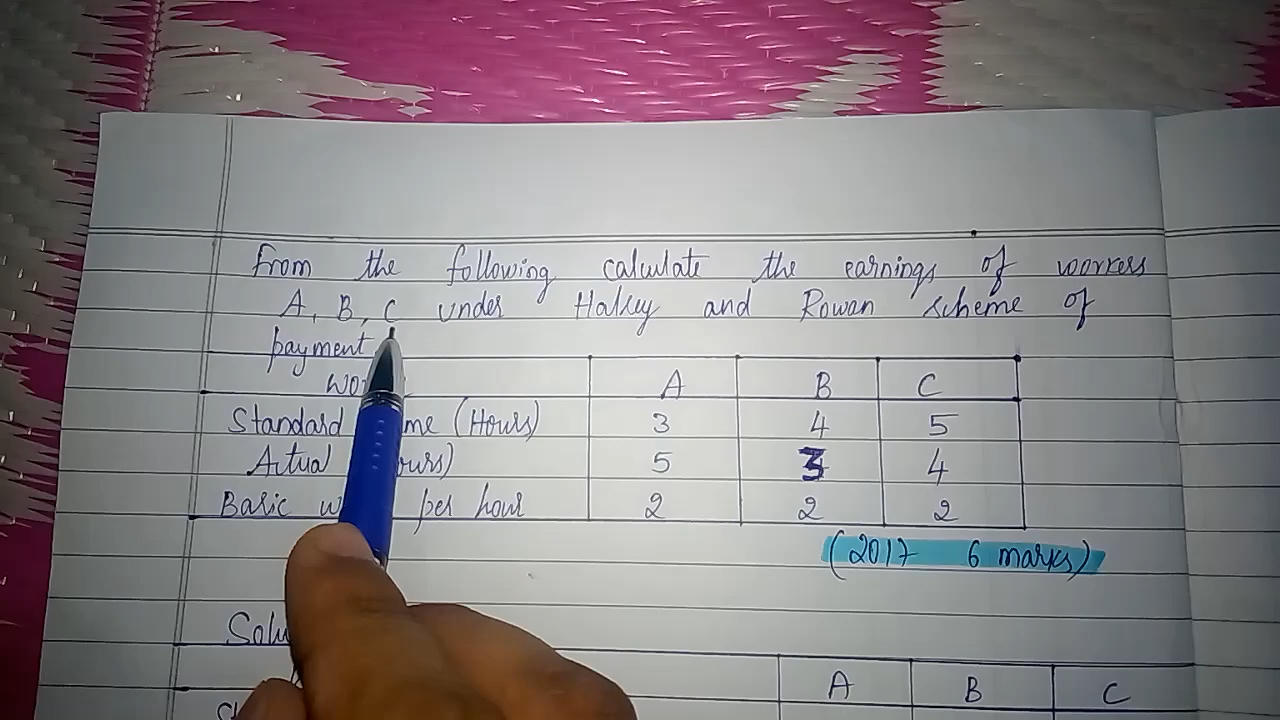 From the following calculate the earnings of workers
A, B, C under Halsey and Rowan scheme of
payment
A B C
Standard (Hours) 3 4 5
Actual 5 3 4
Basic per hour 2 2 2
(2017 6 marks)
A B C